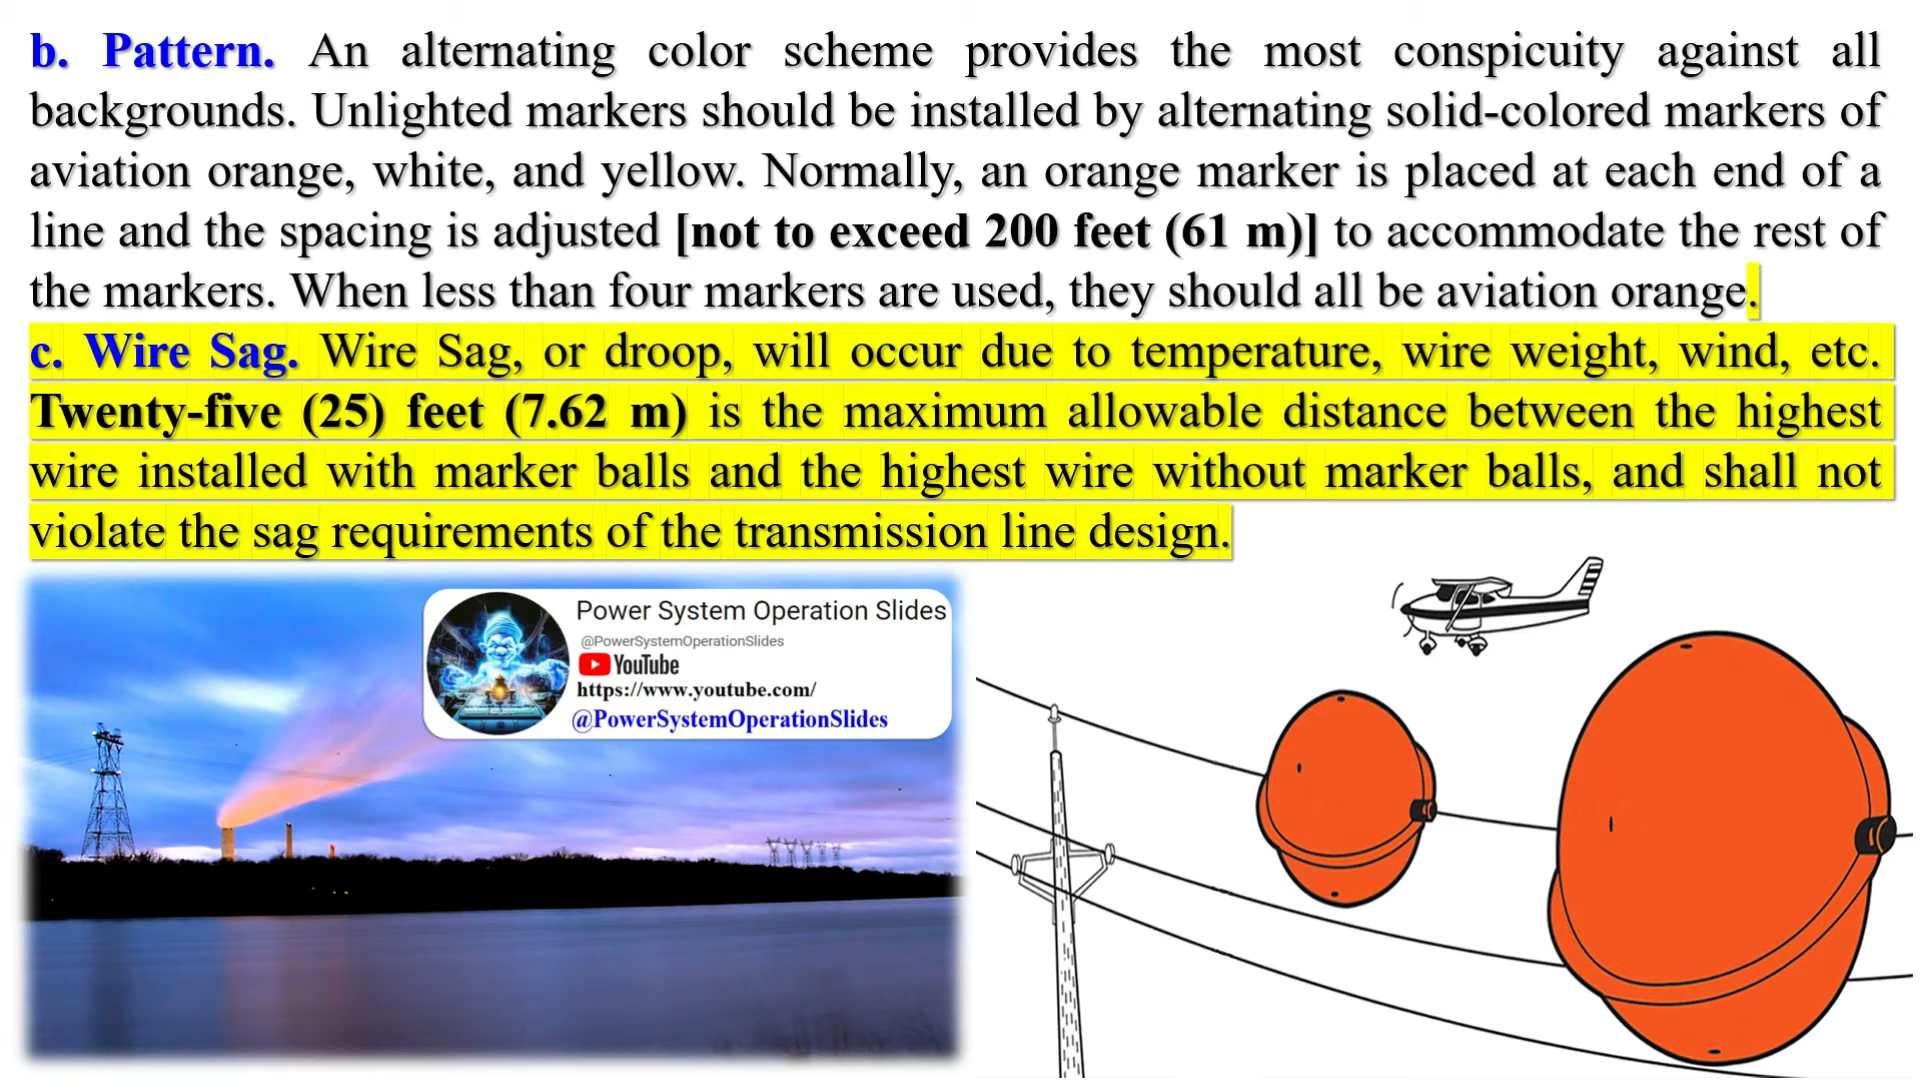 b. Pattern. An alternating color scheme provides the most conspicuity against all
backgrounds. Unlighted markers should be installed by alternating solid-colored markers of
aviation orange, white, and yellow. Normally, an orange marker is placed at each end of a
line and the spacing is adjusted [not to exceed 200 feet (61 m)] to accommodate the rest of
the markers. When less than four markers are used, they should all be aviation orange.
c. Wire Sag. Wire Sag, or droop, will occur due to temperature, wire weight, wind, etc.
Twenty-five (25) feet (7.62 m) is the maximum allowable distance between the highest
wire installed with marker balls and the highest wire without marker balls, and shall not
violate the sag requirements of the transmission line design.
Power System Operation Slides
@PowerSystemOperationSlides
YouTube
https://www.youtube.com/
@PowerSystemOperationSlides